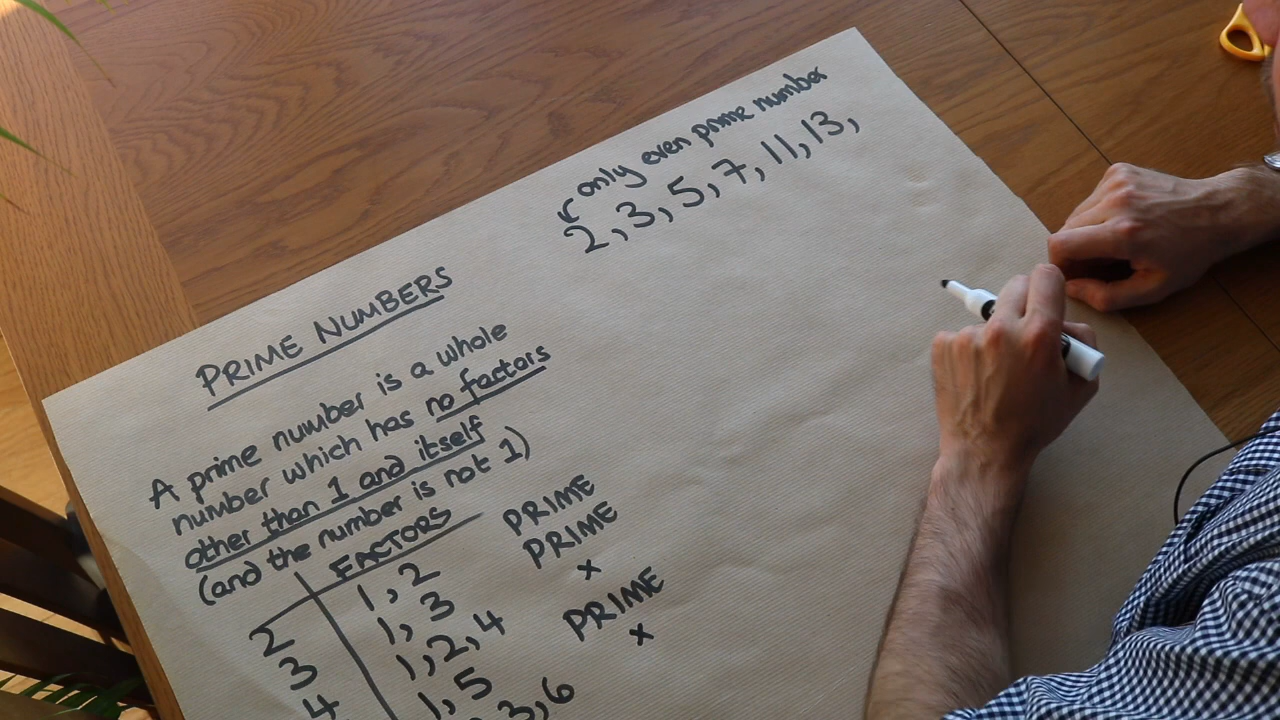 PRIME NUMBERS
A prime number is a whole
number which has no factors
other than 1 and itself
(and the number is not 1)
FACTORS
2 1, 2 PRIME
3 1, 3 PRIME
4 1, 2, 4 x
1, 5 PRIME
3, 6 x
only even prime number
2, 3, 5, 7, 11, 13,